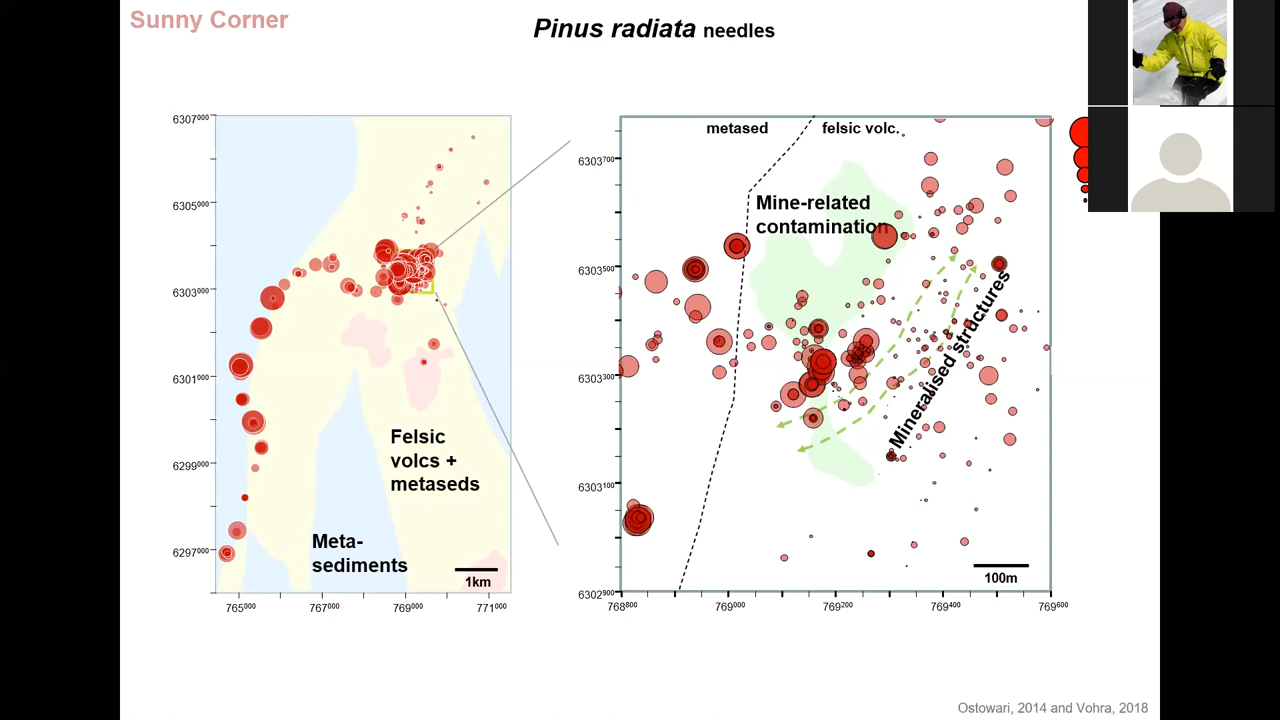 Sunny Corner
Pinus radiata needles
6307000
6305000
6303000
6301000
6299000
6297000
765000
767000
769000
771000
Felsic
volcs +
metaseds
Meta-
sediments
1km
metased
felsic volc.
Mine-related
contamination
Mineralised structures
6303700
6303500
6303300
6303100
6302900
768800
769000
769200
769400
769600
100m
Ostowari, 2014 and Vohra, 2018